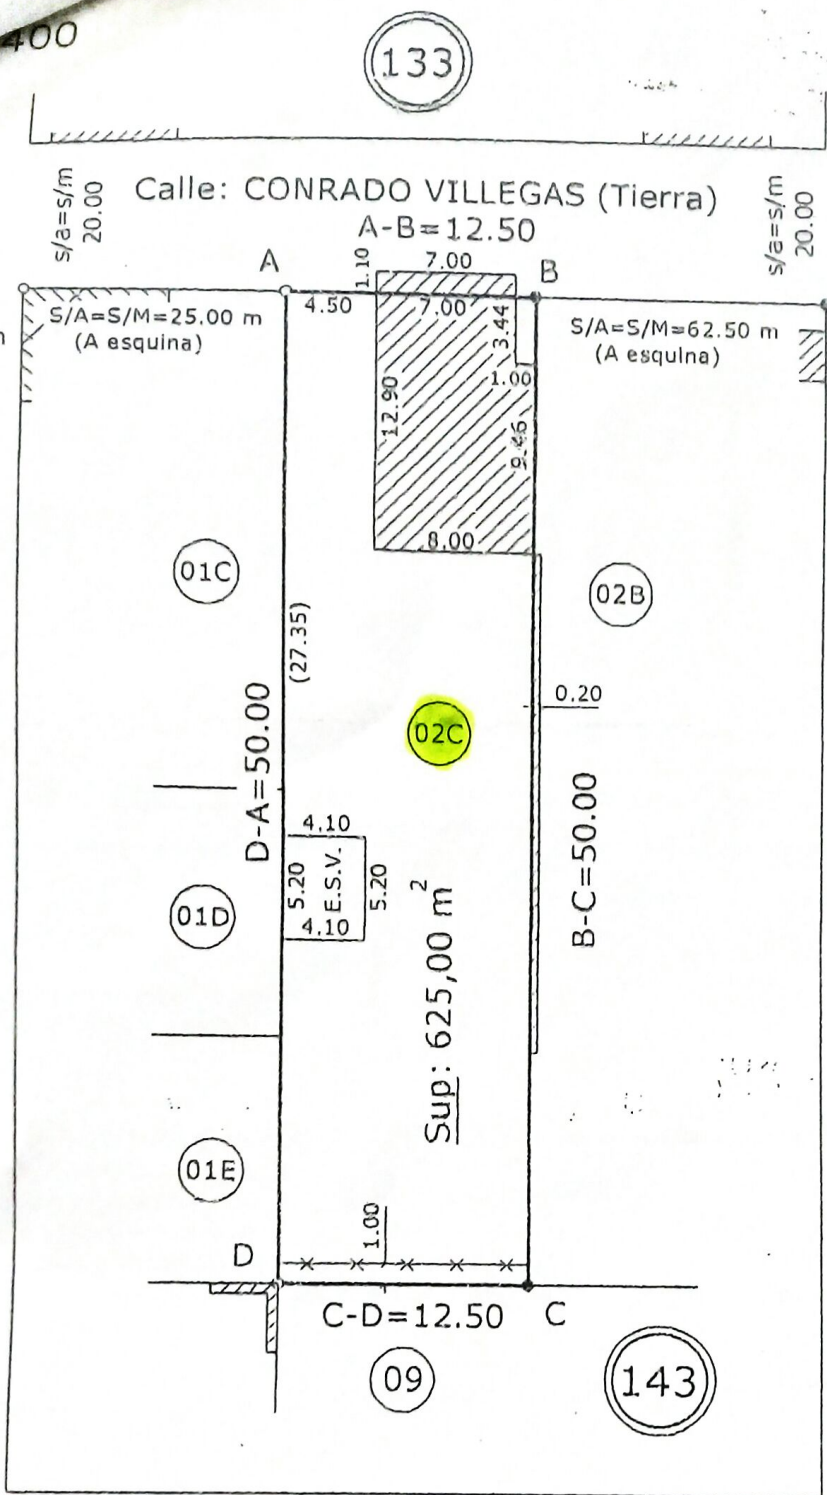 400
133
Calle: CONRADO VILLEGAS (Tierra)
s/a=s/m
20.00
s/a=s/m
20.00
A-B=12.50
A
1.10
7.00
B
4.50
7.00
3.44
S/A=S/M=25.00 m
(A esquina)
S/A=S/M=62.50 m
(A esquina)
1.00
12.90
9.46
8.00
01C
02B
(27.35)
0.20
02C
D-A=50.00
B-C=50.00
4.10
5.20
E.S.V.
5.20
4.10
01D
Sup: 625,00 m²
01E
1.00
D
C-D=12.50
C
09
143